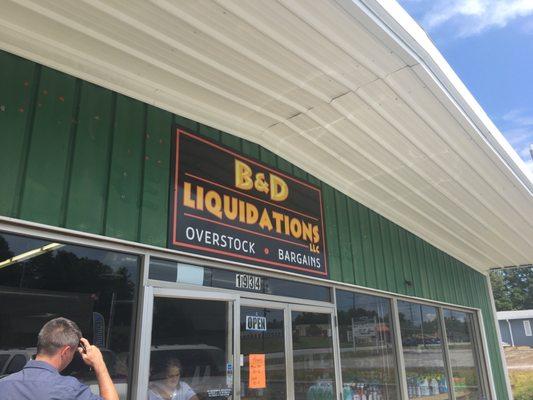 B&D
LIQUIDATIONS
LLC
OVERSTOCK • BARGAINS
1934
OPEN